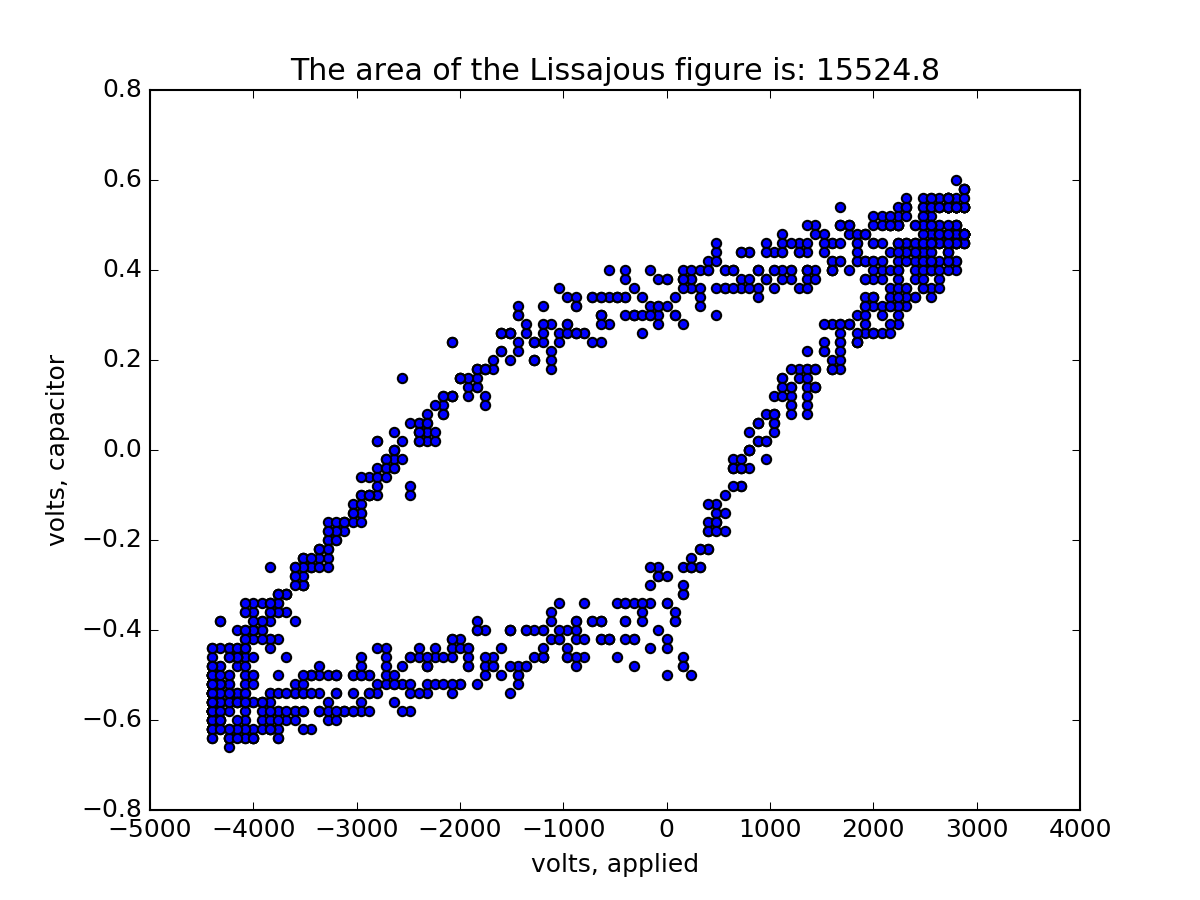 The area of the Lissajous figure is: 15524.8
0.8
0.6
0.4
0.2
0.0
−0.2
−0.4
−0.6
−0.8
volts, capacitor
−5000 −4000 −3000 −2000 −1000 0 1000 2000 3000 4000
volts, applied